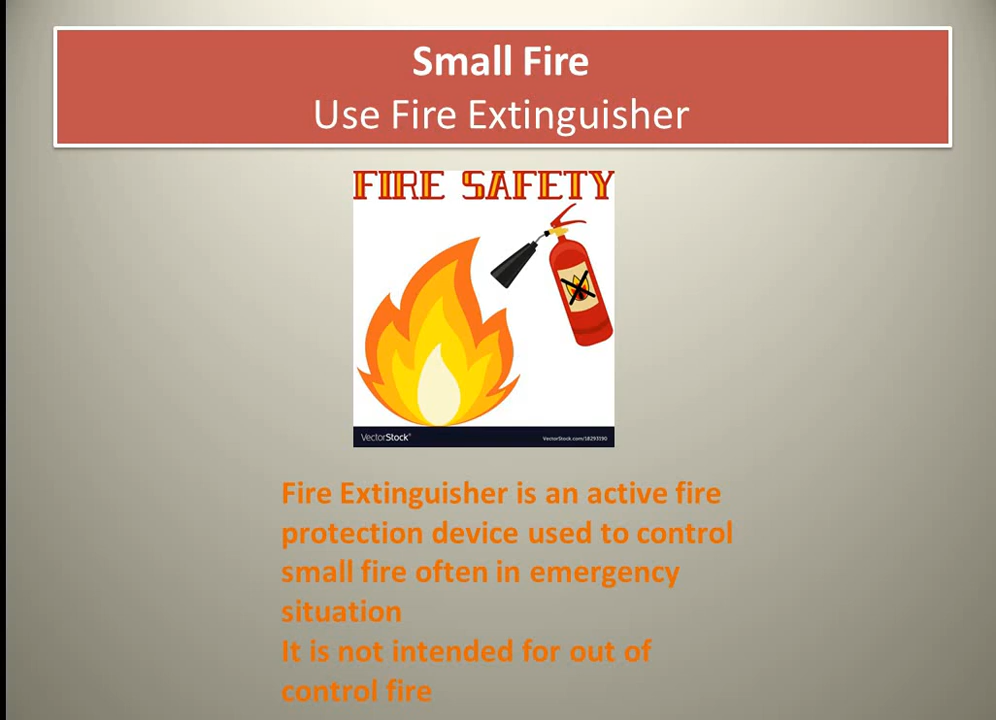 Small Fire
Use Fire Extinguisher
FIRE SAFETY
VectorStock®
VectorStock.com/18293190
Fire Extinguisher is an active fire
protection device used to control
small fire often in emergency
situation
It is not intended for out of
control fire